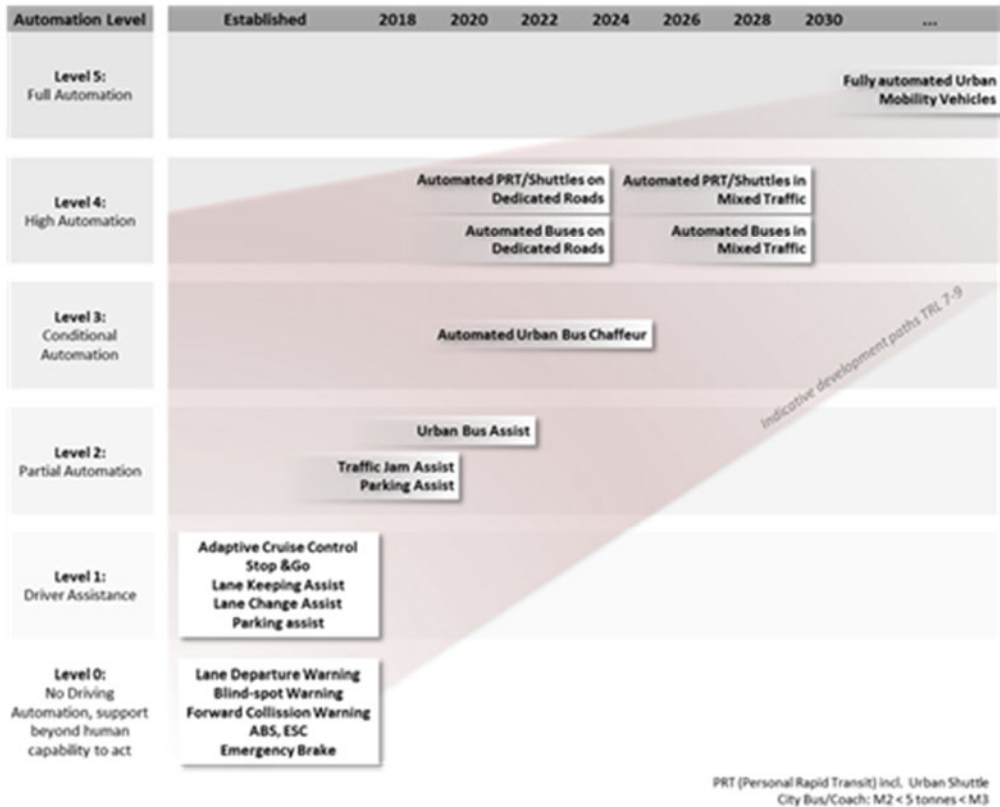 Automation Level Established 2018 2020 2022 2024 2026 2028 2030 ...
Level 5:
Full Automation
Fully automated Urban
Mobility Vehicles
Level 4:
High Automation
Automated PRT/Shuttles on
Dedicated Roads
Automated PRT/Shuttles in
Mixed Traffic
Automated Buses on
Dedicated Roads
Automated Buses in
Mixed Traffic
Level 3:
Conditional
Automation
Automated Urban Bus Chauffeur
Indicative development paths TRL 7-9
Level 2:
Partial Automation
Urban Bus Assist
Traffic Jam Assist
Parking Assist
Level 1:
Driver Assistance
Adaptive Cruise Control
Stop &Go
Lane Keeping Assist
Lane Change Assist
Parking assist
Level 0:
No Driving
Automation, support
beyond human
capability to act
Lane Departure Warning
Blind-spot Warning
Forward Collission Warning
ABS, ESC
Emergency Brake
PRT (Personal Rapid Transit) incl. Urban Shuttle
City Bus/Coach: M2 < 5 tonnes < M3